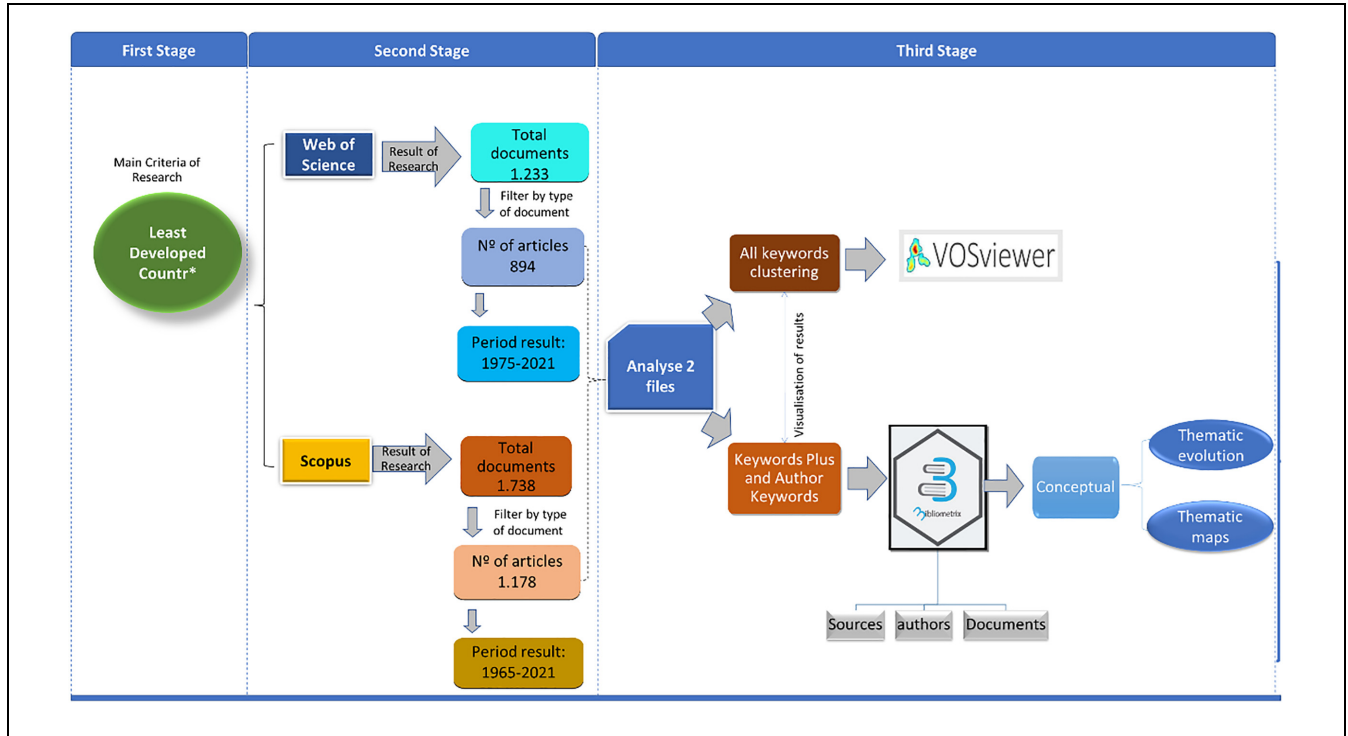 First Stage
Second Stage
Third Stage
Main Criteria of
Research
Least
Developed
Countr*
Web of
Science
Result of
Research
Total
documents
1.233
Filter by type
of document
Nº of articles
894
Period result:
1975-2021
Scopus
Result of
Research
Total
documents
1.738
Filter by type
of document
Nº of articles
1.178
Period result:
1965-2021
Analyse 2
files
All keywords
clustering
VOSviewer
Visualisation of results
Keywords Plus
and Author
Keywords
Bibliometrix
Conceptual
Thematic
evolution
Thematic
maps
Sources
authors
Documents